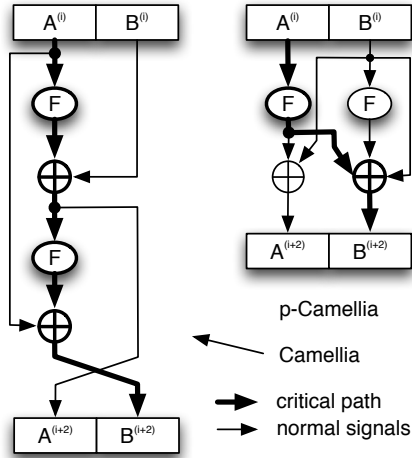 A(i) B(i) A(i) B(i)
F F F
F
A(i+2) B(i+2)
p-Camellia
Camellia
critical path
normal signals
A(i+2) B(i+2)